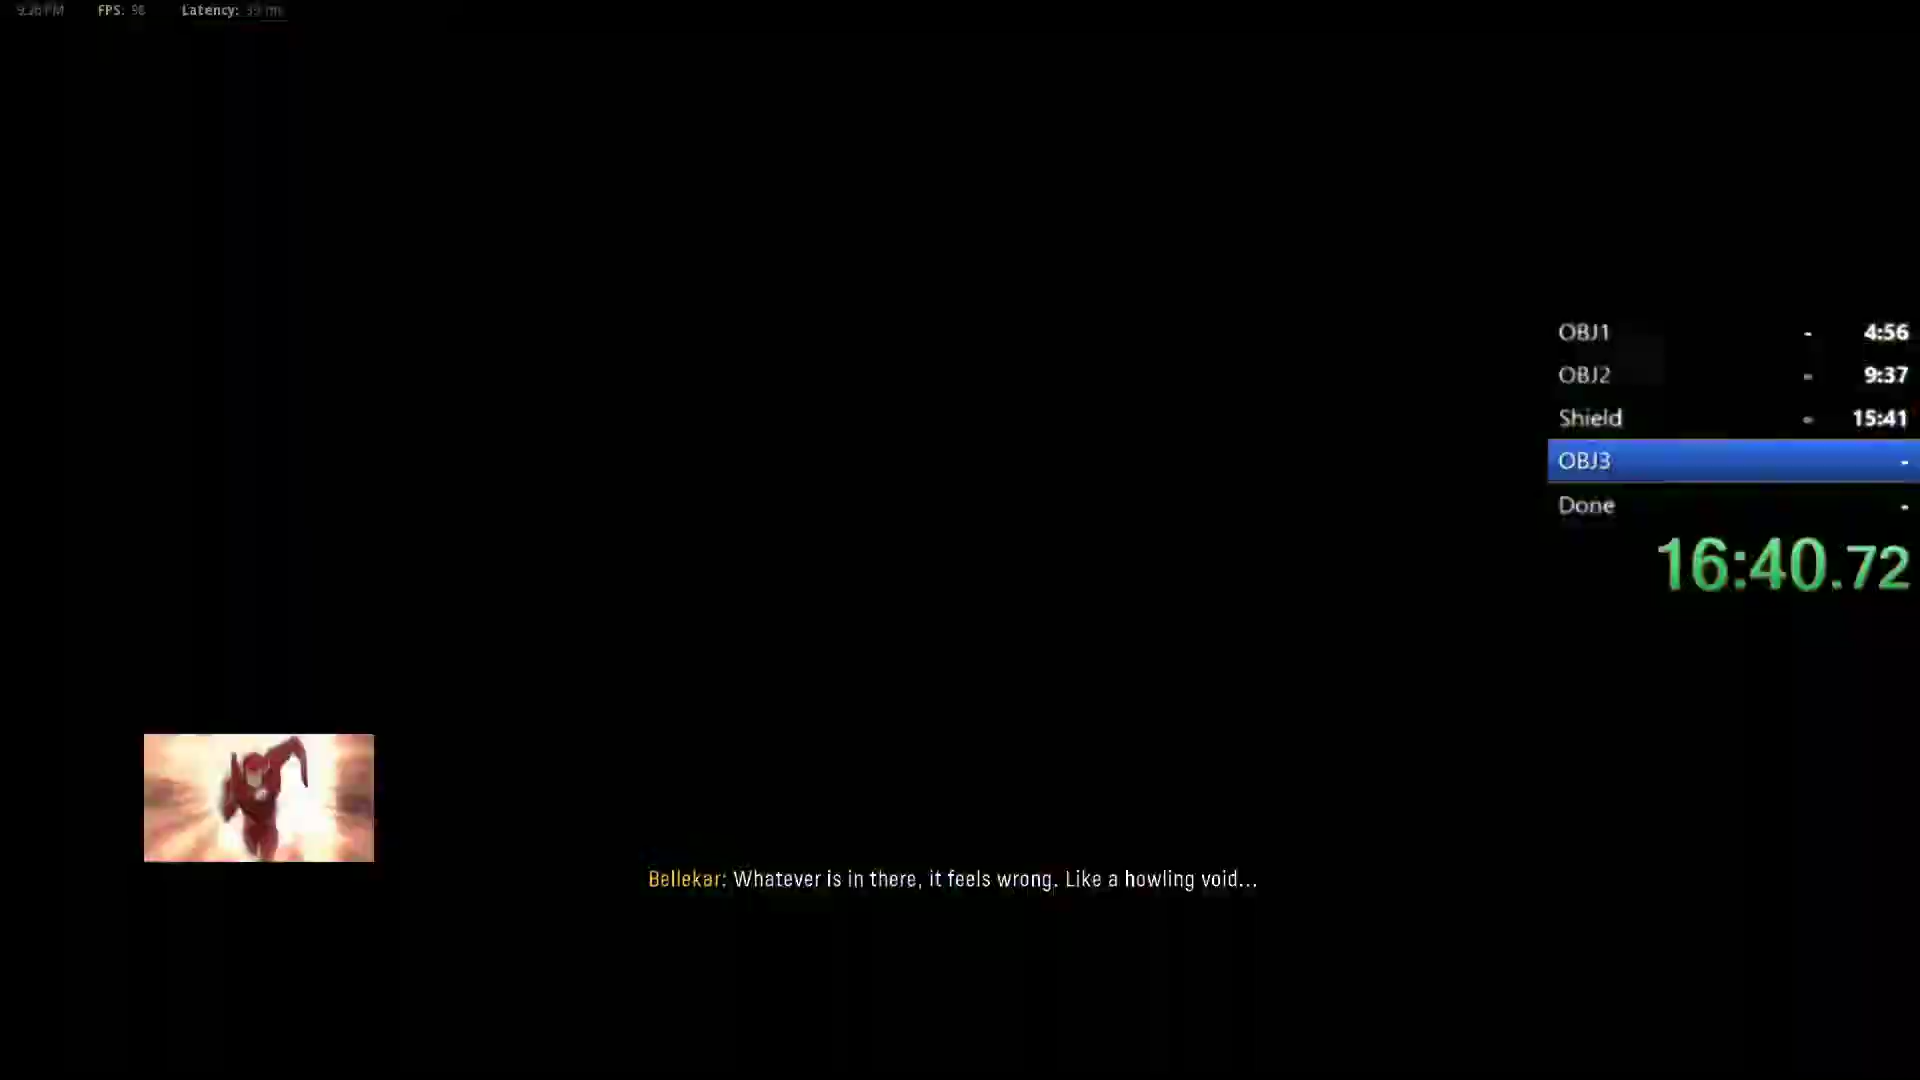 FPS: 98 Latency:
OBJ1 - 4:56
OBJ2 - 9:37
Shield - 15:41
OBJ3 -
Done -
16:40.72
Bellekar: Whatever is in there, it feels wrong. Like a howling void...